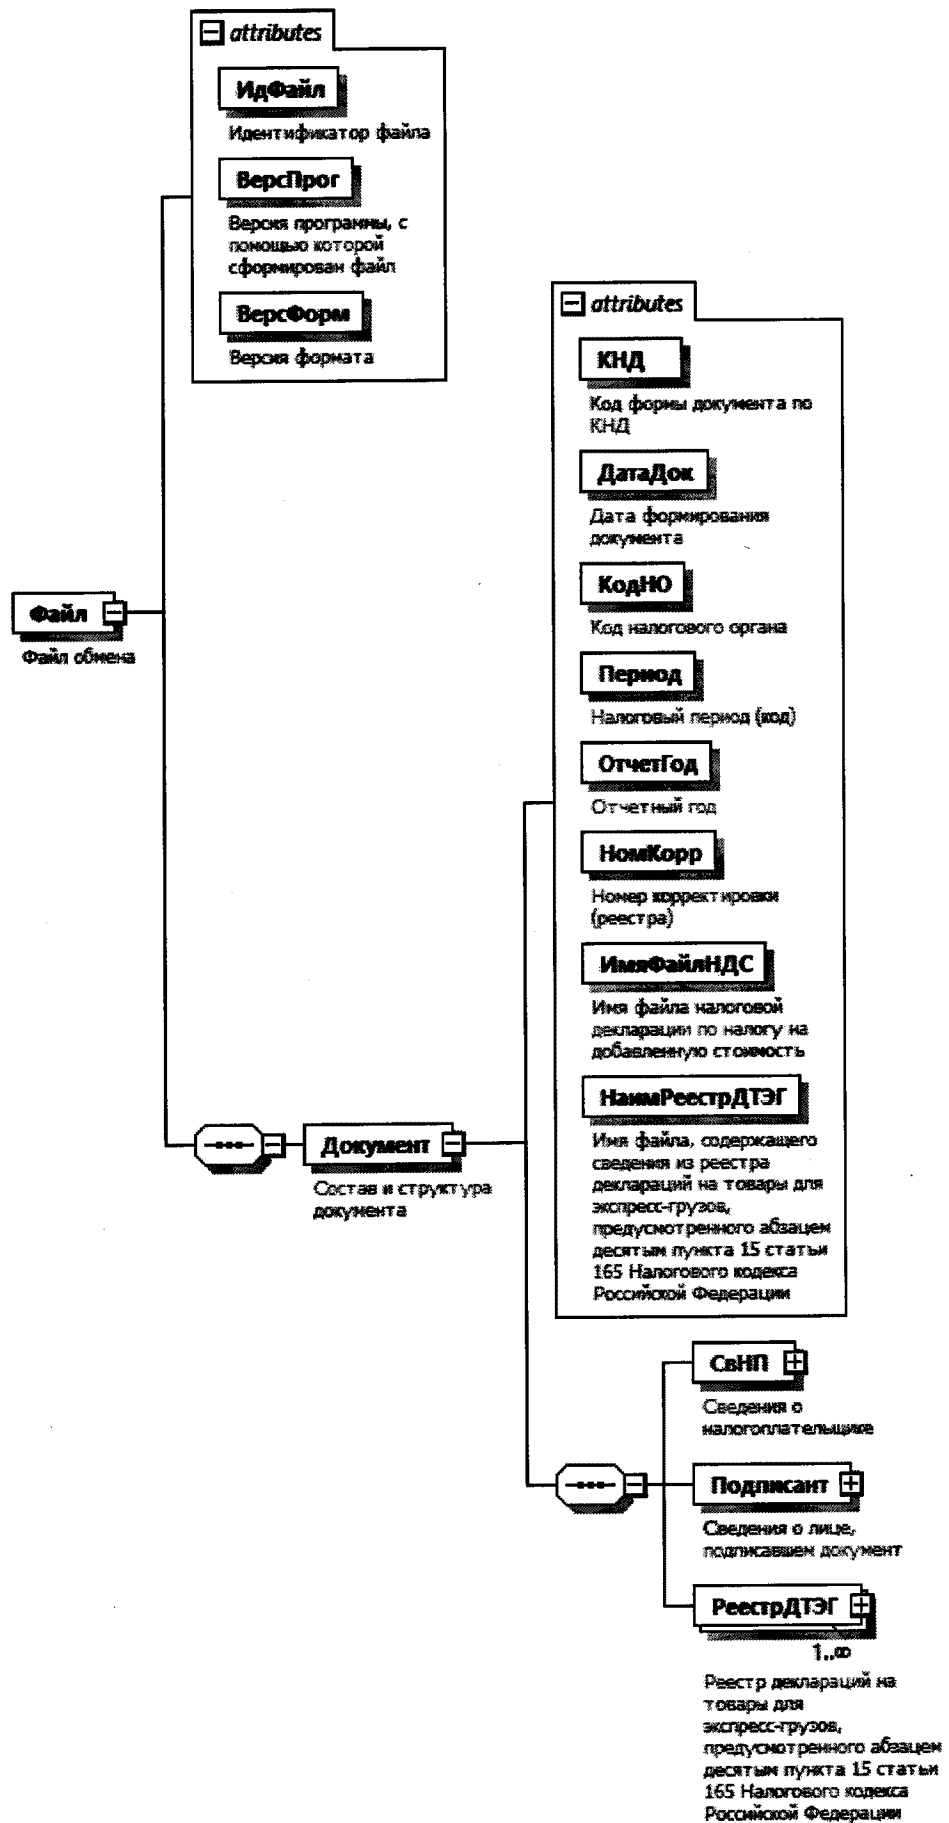 attributes
ИдФайл
Идентификатор файла
ВерсПрог
Версия программы, с
помощью которой
сформирован файл
ВерсФорм
Версия формата
attributes
КНД
Код формы документа по
КНД
ДатаДок
Дата формирования
документа
КодНО
Код налогового органа
Файл
Файл обмена
Период
Налоговый период (код)
ОтчетГод
Отчетный год
НомКорр
Номер корректировки
(реестра)
ИмяФайлНДС
Имя файла налоговой
декларации по налогу на
добавленную стоимость
НаимРеестрДТЭГ
Имя файла, содержащего
сведения из реестра
деклараций на товары для
экспресс-грузов,
предусмотренного абзацем
десятым пункта 15 статьи
165 Налогового кодекса
Российской Федерации
Документ
Состав и структура
документа
СвНП
Сведения о
налогоплательщике
Подписант
Сведения о лице,
подписавшем документ
РеестрДТЭГ
1..∞
Реестр деклараций на
товары для
экспресс-грузов,
предусмотренного абзацем
десятым пункта 15 статьи
165 Налогового кодекса
Российской Федерации